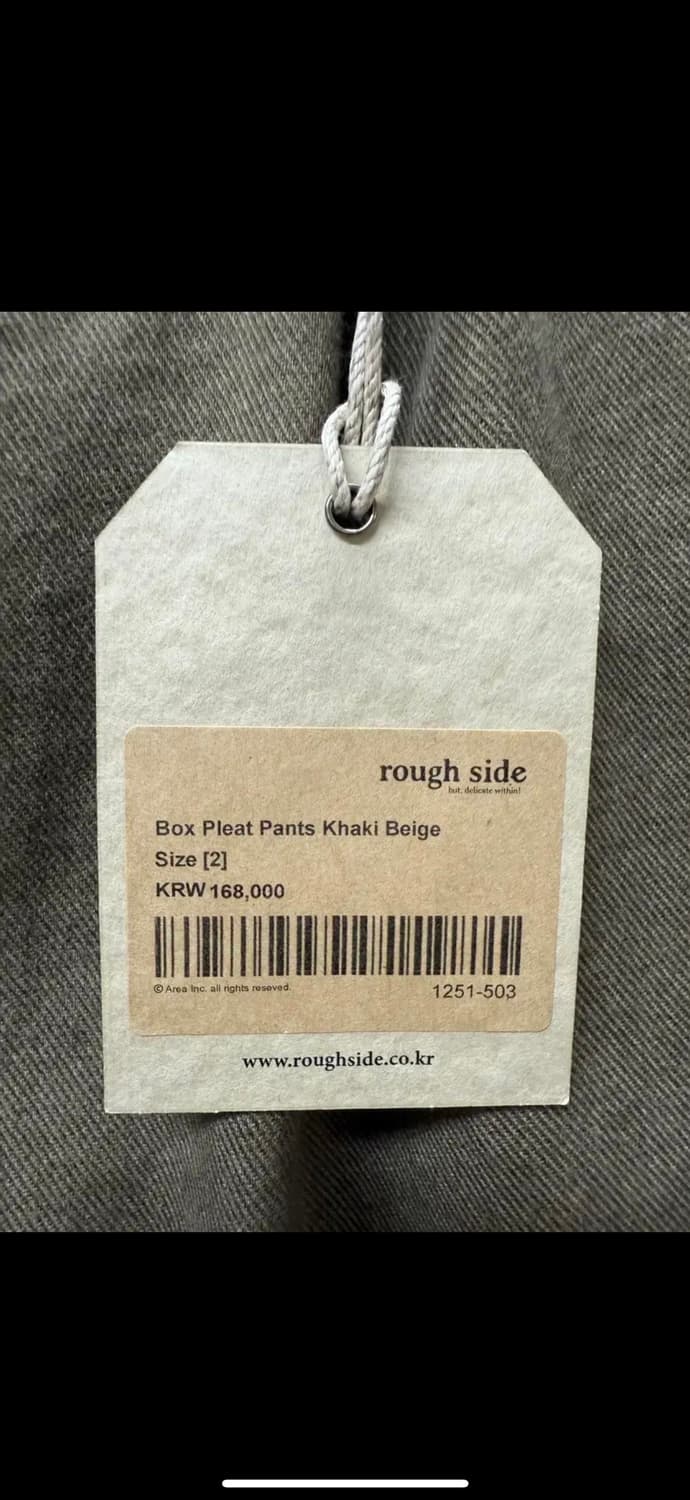 rough side
but, delicate within!
Box Pleat Pants Khaki Beige
Size [2]
KRW 168,000
© Area Inc. all rights reseved.
1251-503
www.roughside.co.kr